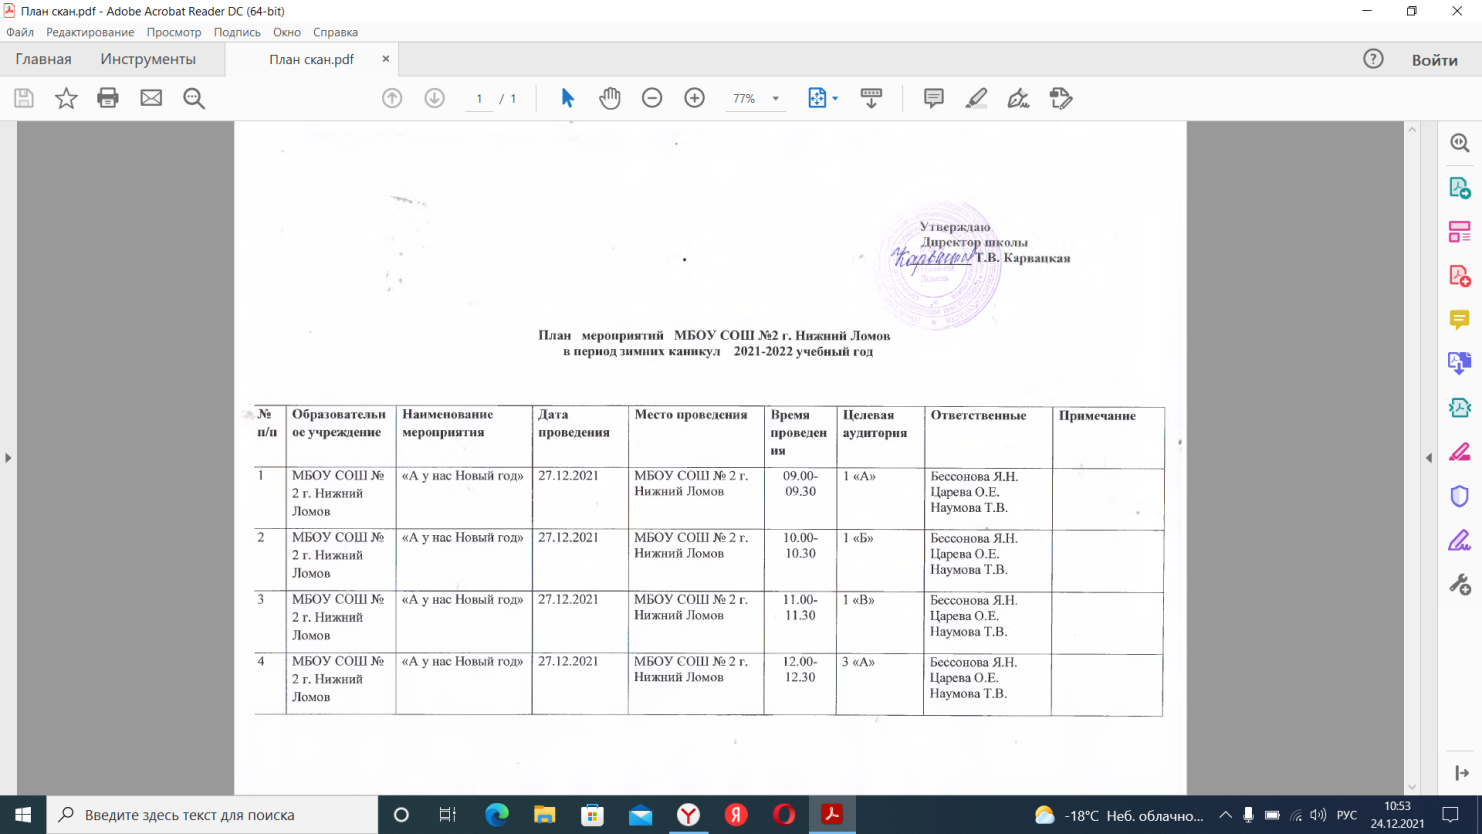 План скан.pdf - Adobe Acrobat Reader DC (64-bit)
Файл Редактирование Просмотр Подпись Окно Справка
Главная Инструменты План скан.pdf × Войти
1 / 1 77%
Утверждаю
Директор школы
Т.В. Карвацкая
Нижний
Ломов
План мероприятий МБОУ СОШ №2 г. Нижний Ломов
в период зимних каникул 2021-2022 учебный год
№ Образовательн Наименование Дата Место проведения Время Целевая Ответственные Примечание
п/п ое учреждение мероприятия проведения проведен аудитория
ия
1 МБОУ СОШ № «А у нас Новый год» 27.12.2021 МБОУ СОШ № 2 г. 09.00- 1 «А» Бессонова Я.Н.
2 г. Нижний Нижний Ломов 09.30 Царева О.Е.
Ломов Наумова Т.В.
2 МБОУ СОШ № «А у нас Новый год» 27.12.2021 МБОУ СОШ № 2 г. 10.00- 1 «Б» Бессонова Я.Н.
2 г. Нижний Нижний Ломов 10.30 Царева О.Е.
Ломов Наумова Т.В.
3 МБОУ СОШ № «А у нас Новый год» 27.12.2021 МБОУ СОШ № 2 г. 11.00- 1 «В» Бессонова Я.Н.
2 г. Нижний Нижний Ломов 11.30 Царева О.Е.
Ломов Наумова Т.В.
4 МБОУ СОШ № «А у нас Новый год» 27.12.2021 МБОУ СОШ № 2 г. 12.00- 3 «А» Бессонова Я.Н.
2 г. Нижний Нижний Ломов 12.30 Царева О.Е.
Ломов Наумова Т.В.
Введите здесь текст для поиска -18°C Неб. облачно... РУС 10:53
24.12.2021